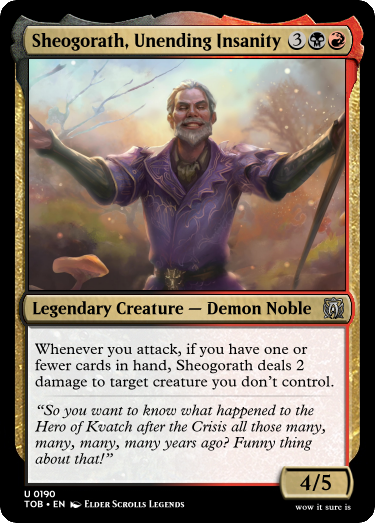 Sheogorath, Unending Insanity 3
Legendary Creature — Demon Noble
Whenever you attack, if you have one or
fewer cards in hand, Sheogorath deals 2
damage to target creature you don't control.
“So you want to know what happened to the
Hero of Kvatch after the Crisis all those many,
many, many, many years ago? Funny thing
about that!”
4/5
U 0190
TOB • EN Elder Scrolls Legends
wow it sure is